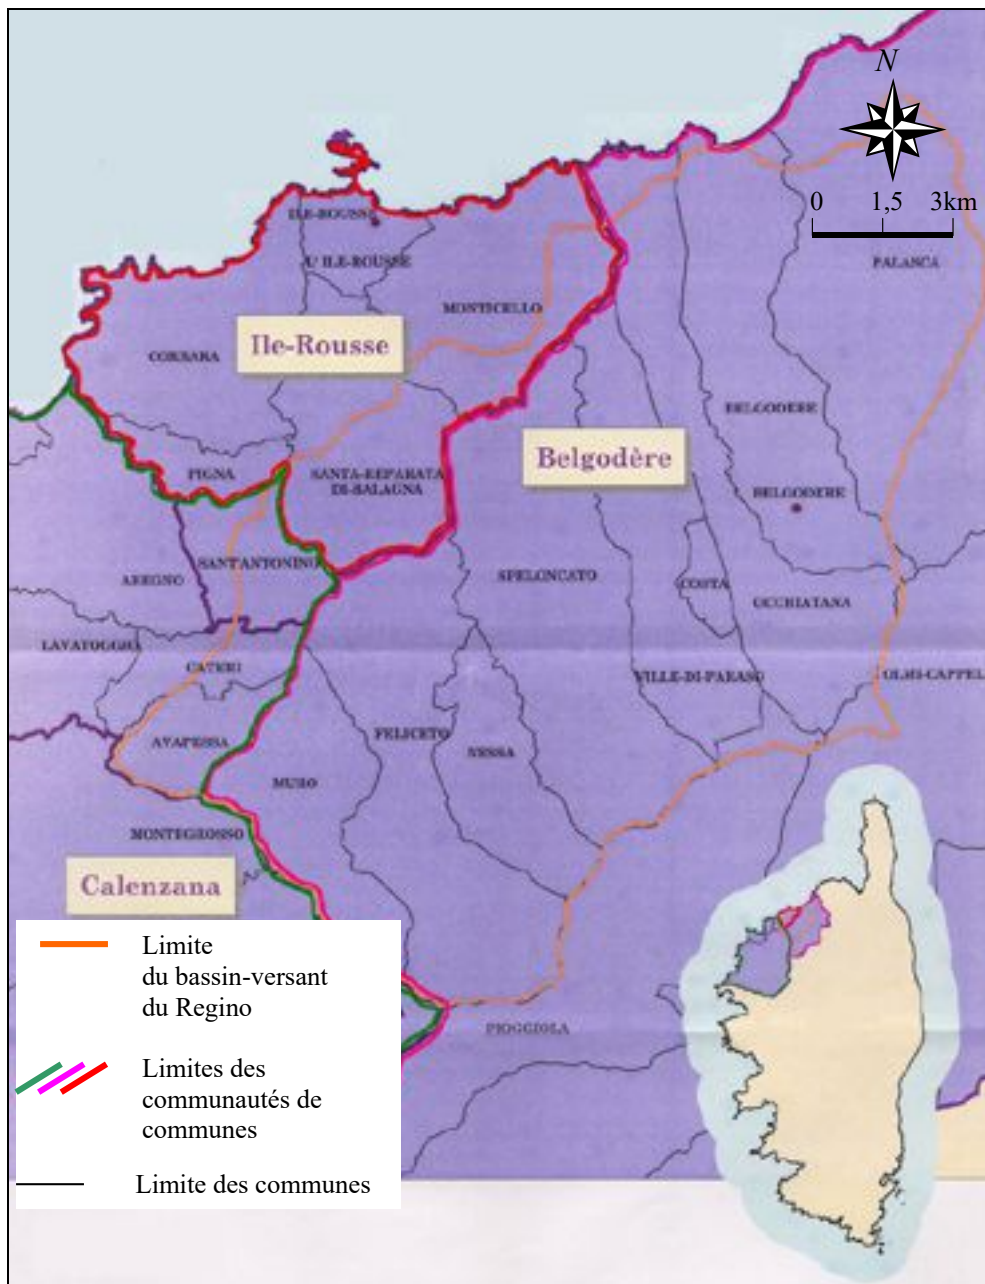 N
0 1,5 3km
ILE-ROUSSE
L' ILE-ROUSSE
PALASCA
MONTICELLO
Ile-Rousse
CORBARA
BELGODERE
Belgodère
PIGNA
SANTA-REPARATA
DI-BALAGNA
BELGODERE
SANT'ANTONINO
AREGNO
SPELONCATO
COSTA
OCCHIATANA
LAVATOGGIO
CATERI
VILLE-DI-PARASO
OLMI-CAPPEL
AVAPESSA
FELICETO
NESSA
MURO
MONTEGROSSO
Calenzana
PIOGGIOLA
Limite
du bassin-versant
du Regino
Limites des
communautés de
communes
Limite des communes